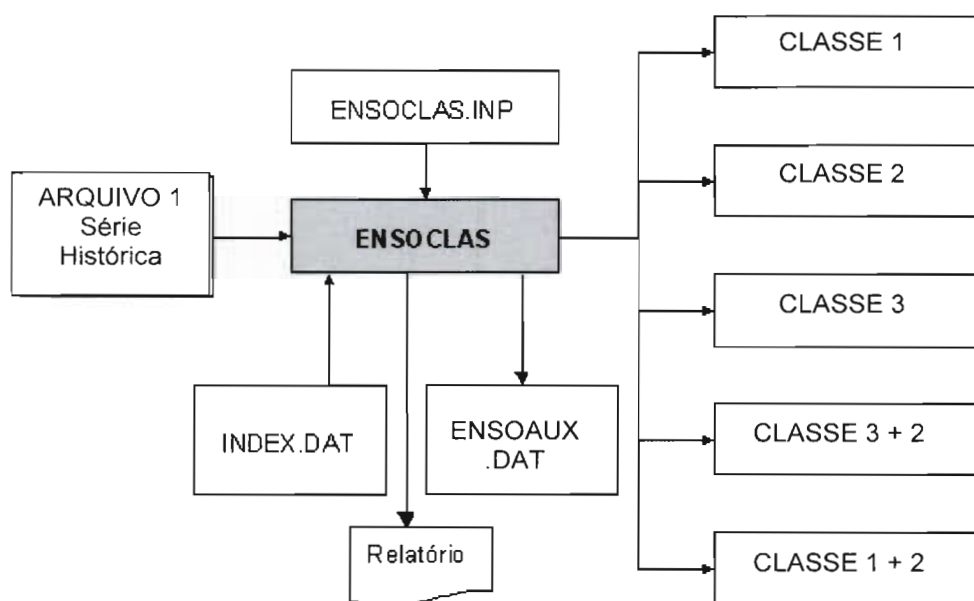 CLASSE 1
ENSOCLAS.INP
CLASSE 2
ARQUIVO 1
Série
Histórica
ENSOCLAS
CLASSE 3
INDEX.DAT
ENSOAUX
.DAT
CLASSE 3 + 2
Relatório
CLASSE 1 + 2